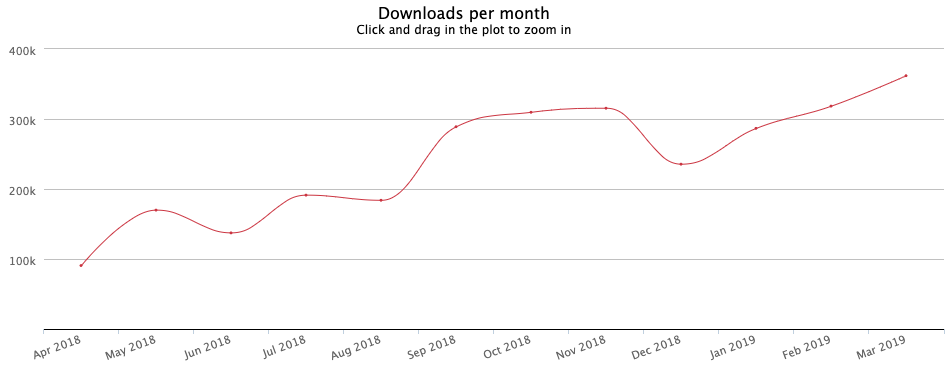 Downloads per month
Click and drag in the plot to zoom in
400k
300k
200k
100k
Apr 2018
May 2018
Jun 2018
Jul 2018
Aug 2018
Sep 2018
Oct 2018
Nov 2018
Dec 2018
Jan 2019
Feb 2019
Mar 2019